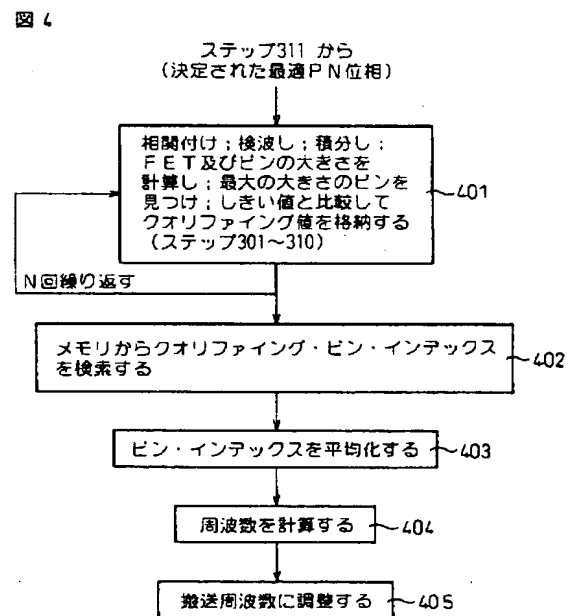 図 4
ステップ311 から
(決定された最適PN位相)
相関付け;検波し;積分し;
FET及びピンの大きさを
計算し;最大の大きさのピンを
見つけ;しきい値と比較して
クオリファイング値を格納する
(ステップ301~310)
401
N回繰り返す
メモリからクオリファイング・ピン・インデックス
を検索する
402
ピン・インデックスを平均化する
403
周波数を計算する
404
搬送周波数に調整する
405